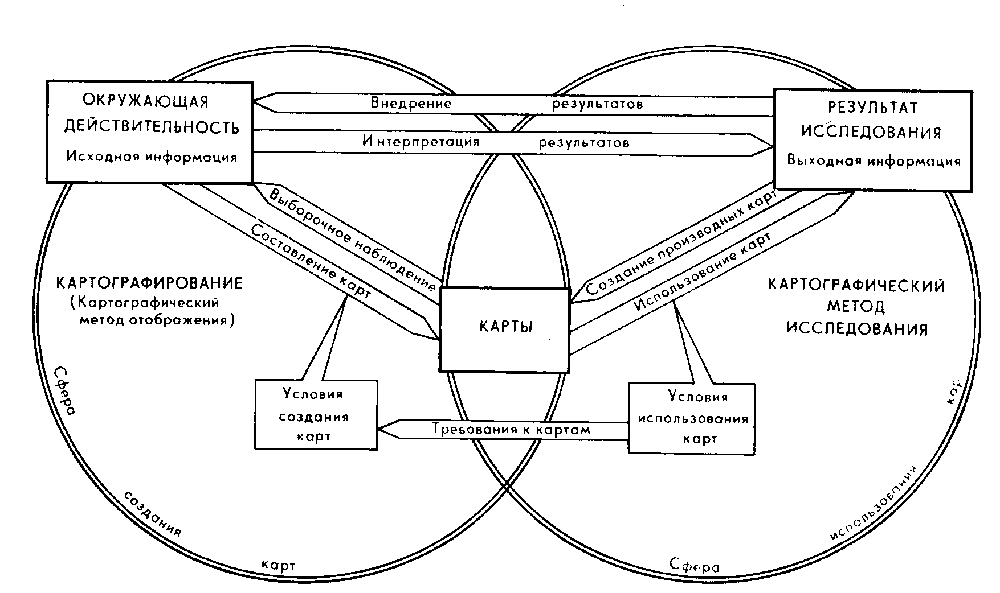 ОКРУЖАЮЩАЯ
ДЕЙСТВИТЕЛЬНОСТЬ
Исходная информация
Внедрение результатов
Интерпретация результатов
РЕЗУЛЬТАТ
ИССЛЕДОВАНИЯ
Выходная информация
Выборочное наблюдение
Составление карт
Создание производных карт
Использование карт
КАРТОГРАФИРОВАНИЕ
(Картографический
метод отображения)
КАРТЫ
КАРТОГРАФИЧЕСКИЙ
МЕТОД
ИССЛЕДОВАНИЯ
Условия
создания
карт
Требования к картам
Условия
использования
карт
Сфера создания карт
Сфера использования кар